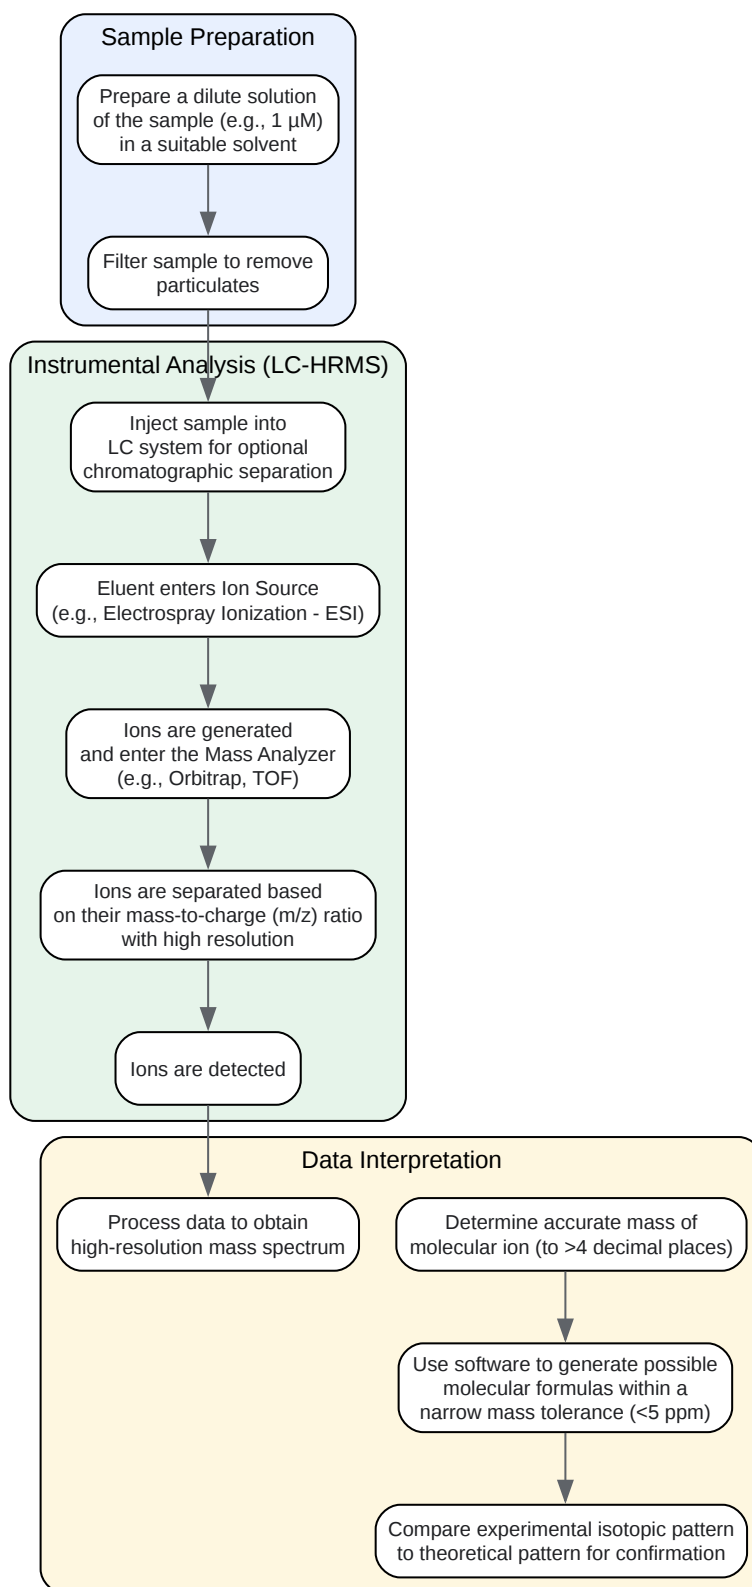 Sample Preparation
Prepare a dilute solution
of the sample (e.g., 1 µM)
in a suitable solvent
Filter sample to remove
particulates
Instrumental Analysis (LC-HRMS)
Inject sample into
LC system for optional
chromatographic separation
Eluent enters Ion Source
(e.g., Electrospray Ionization - ESI)
Ions are generated
and enter the Mass Analyzer
(e.g., Orbitrap, TOF)
Ions are separated based
on their mass-to-charge (m/z) ratio
with high resolution
Ions are detected
Data Interpretation
Process data to obtain
high-resolution mass spectrum
Determine accurate mass of
molecular ion (to >4 decimal places)
Use software to generate possible
molecular formulas within a
narrow mass tolerance (<5 ppm)
Compare experimental isotopic pattern
to theoretical pattern for confirmation